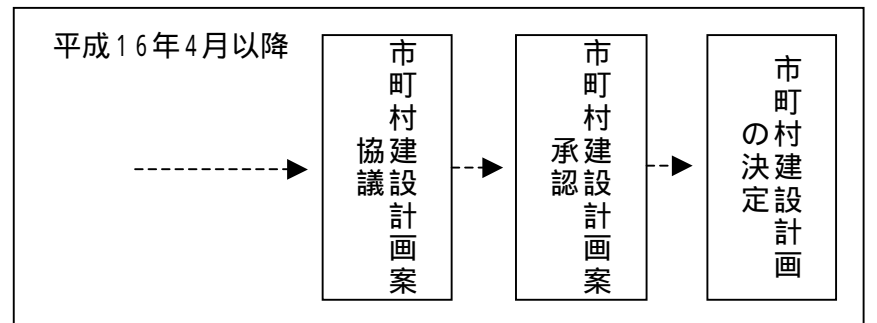 平成16年4月以降
市町村建設計画案
協議
市町村建設計画案
承認
市町村建設計画
の決定